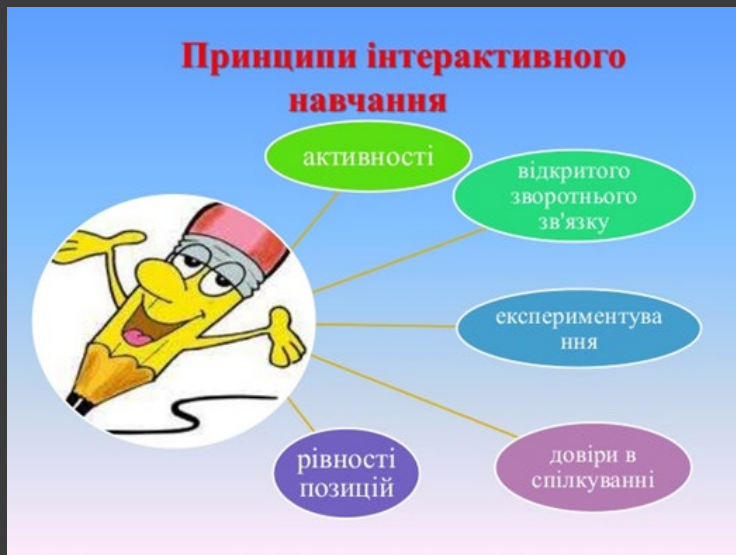 Принципи інтерактивного
навчання
активності
відкритого
зворотнього
зв'язку
експериментува
ння
довіри в
спілкуванні
рівності
позицій